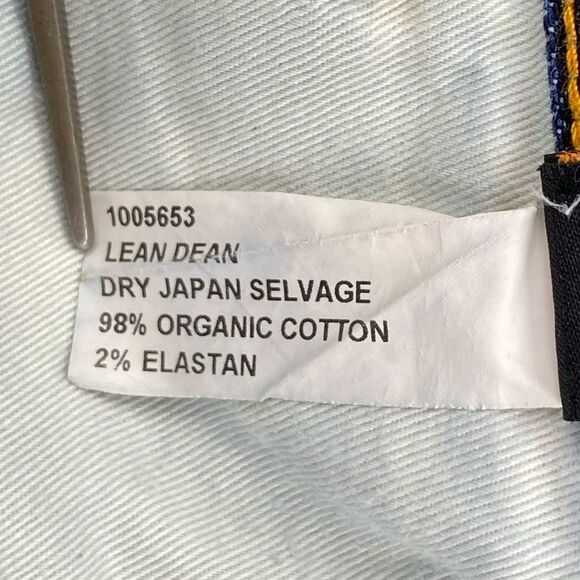 1005653
LEAN DEAN
DRY JAPAN SELVAGE
98% ORGANIC COTTON
2% ELASTAN